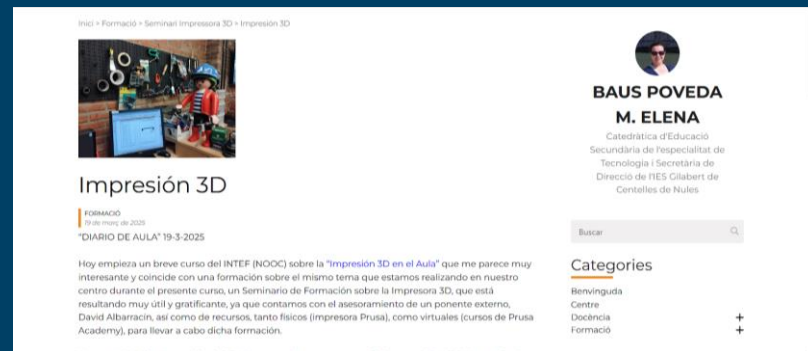 Inici » Formació » Seminari Impressora 3D » Impresión 3D
Impresión 3D
FORMACIÓ
19 de març de 2025
"DIARIO DE AULA" 19-3-2025
Hoy empieza un breve curso del INTEF (NOOC) sobre la "Impresión 3D en el Aula" que me parece muy
interesante y coincide con una formación sobre el mismo tema que estamos realizando en nuestro
centro durante el presente curso, un Seminario de Formación sobre la Impresora 3D, que está
resultando muy útil y gratificante, ya que contamos con el asesoramiento de un ponente externo,
David Albarracín, así como de recursos, tanto físicos (impresora Prusa), como virtuales (cursos de Prusa
Academy), para llevar a cabo dicha formación.
BAUS POVEDA
M. ELENA
Catedràtica d'Educació
Secundària de l'especialitat de
Tecnologia i Secretària de
Direcció de l'IES Gilabert de
Centelles de Nules
Buscar
Categories
Benvinguda
Centre
Docència +
Formació +